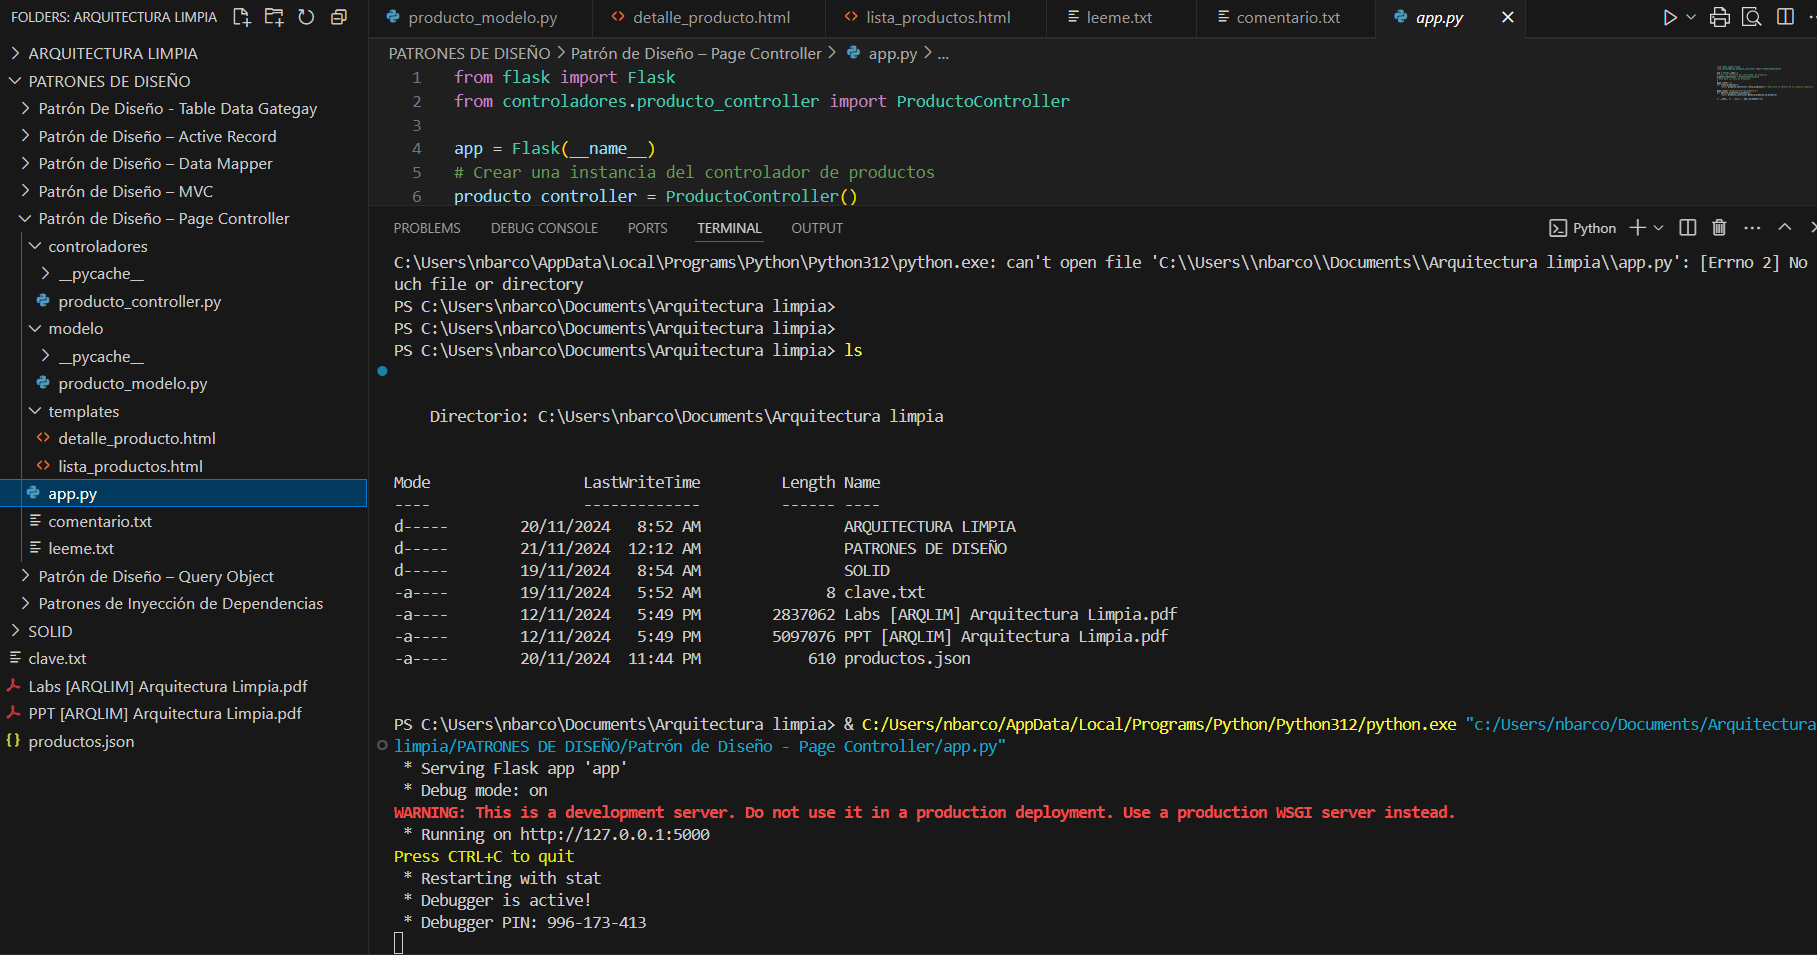 FOLDERS: ARQUITECTURA LIMPIA
ARQUITECTURA LIMPIA
PATRONES DE DISEÑO
Patrón De Diseño - Table Data Gategay
Patrón de Diseño – Active Record
Patrón de Diseño – Data Mapper
Patrón de Diseño – MVC
Patrón de Diseño – Page Controller
controladores
__pycache__
producto_controller.py
modelo
__pycache__
producto_modelo.py
templates
detalle_producto.html
lista_productos.html
app.py
comentario.txt
leeme.txt
Patrón de Diseño – Query Object
Patrones de Inyección de Dependencias
SOLID
clave.txt
Labs [ARQLIM] Arquitectura Limpia.pdf
PPT [ARQLIM] Arquitectura Limpia.pdf
productos.json
producto_modelo.py detalle_producto.html lista_productos.html leeme.txt comentario.txt app.py
PATRONES DE DISEÑO > Patrón de Diseño – Page Controller > app.py > ...
1 from flask import Flask
2 from controladores.producto_controller import ProductoController
3
4 app = Flask(__name__)
5 # Crear una instancia del controlador de productos
6 producto_controller = ProductoController()
PROBLEMS DEBUG CONSOLE PORTS TERMINAL OUTPUT Python
C:\Users\nbarco\AppData\Local\Programs\Python\Python312\python.exe: can't open file 'C:\\Users\\nbarco\\Documents\\Arquitectura limpia\\app.py': [Errno 2] No
uch file or directory
PS C:\Users\nbarco\Documents\Arquitectura limpia>
PS C:\Users\nbarco\Documents\Arquitectura limpia>
PS C:\Users\nbarco\Documents\Arquitectura limpia> ls
Directorio: C:\Users\nbarco\Documents\Arquitectura limpia
Mode LastWriteTime Length Name
---- ------------- ------ ----
d----- 20/11/2024 8:52 AM ARQUITECTURA LIMPIA
d----- 21/11/2024 12:12 AM PATRONES DE DISEÑO
d----- 19/11/2024 8:54 AM SOLID
-a---- 19/11/2024 5:52 AM 8 clave.txt
-a---- 12/11/2024 5:49 PM 2837062 Labs [ARQLIM] Arquitectura Limpia.pdf
-a---- 12/11/2024 5:49 PM 5097076 PPT [ARQLIM] Arquitectura Limpia.pdf
-a---- 20/11/2024 11:44 PM 610 productos.json
PS C:\Users\nbarco\Documents\Arquitectura limpia> & C:/Users/nbarco/AppData/Local/Programs/Python/Python312/python.exe "c:/Users/nbarco/Documents/Arquitectura
limpia/PATRONES DE DISEÑO/Patrón de Diseño - Page Controller/app.py"
* Serving Flask app 'app'
* Debug mode: on
WARNING: This is a development server. Do not use it in a production deployment. Use a production WSGI server instead.
* Running on http://127.0.0.1:5000
Press CTRL+C to quit
* Restarting with stat
* Debugger is active!
* Debugger PIN: 996-173-413